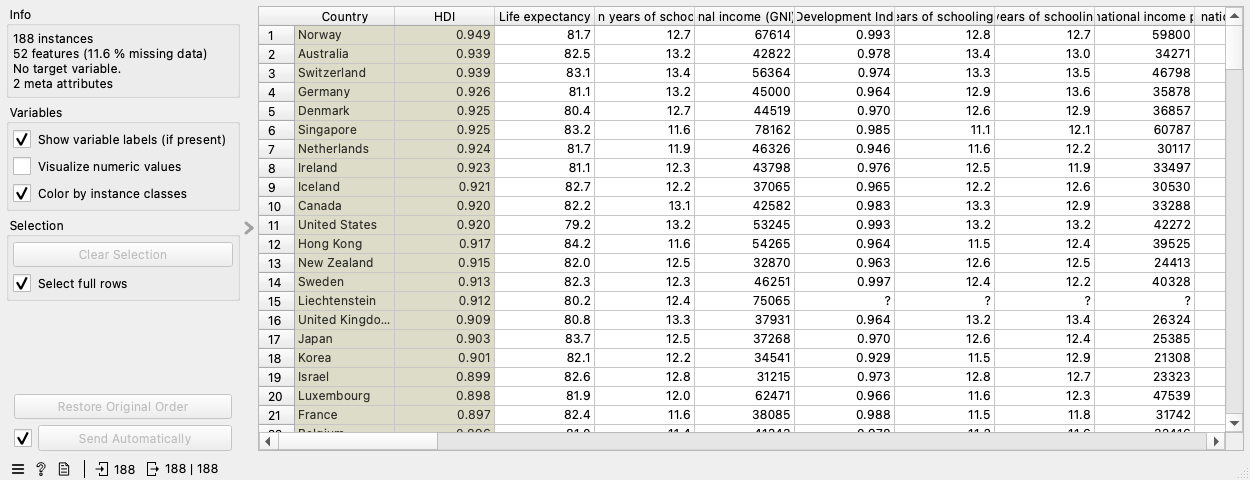 Info
188 instances
52 features (11.6 % missing data)
No target variable.
2 meta attributes
Variables
Show variable labels (if present)
Visualize numeric values
Color by instance classes
Selection
Clear Selection
Select full rows
Restore Original Order
Send Automatically
188 188 | 188
Country HDI Life expectancy n years of schoo nal income (GNI) Development Ind ears of schooling years of schoolin national income p natio
1 Norway 0.949 81.7 12.7 67614 0.993 12.8 12.7 59800
2 Australia 0.939 82.5 13.2 42822 0.978 13.4 13.0 34271
3 Switzerland 0.939 83.1 13.4 56364 0.974 13.3 13.5 46798
4 Germany 0.926 81.1 13.2 45000 0.964 12.9 13.6 35878
5 Denmark 0.925 80.4 12.7 44519 0.970 12.6 12.9 36857
6 Singapore 0.925 83.2 11.6 78162 0.985 11.1 12.1 60787
7 Netherlands 0.924 81.7 11.9 46326 0.946 11.6 12.2 30117
8 Ireland 0.923 81.1 12.3 43798 0.976 12.5 11.9 33497
9 Iceland 0.921 82.7 12.2 37065 0.965 12.2 12.6 30530
10 Canada 0.920 82.2 13.1 42582 0.983 13.3 12.9 33288
11 United States 0.920 79.2 13.2 53245 0.993 13.2 13.2 42272
12 Hong Kong 0.917 84.2 11.6 54265 0.964 11.5 12.4 39525
13 New Zealand 0.915 82.0 12.5 32870 0.963 12.6 12.5 24413
14 Sweden 0.913 82.3 12.3 46251 0.997 12.4 12.2 40328
15 Liechtenstein 0.912 80.2 12.4 75065 ? ? ? ?
16 United Kingdo... 0.909 80.8 13.3 37931 0.964 13.2 13.4 26324
17 Japan 0.903 83.7 12.5 37268 0.970 12.6 12.4 25385
18 Korea 0.901 82.1 12.2 34541 0.929 11.5 12.9 21308
19 Israel 0.899 82.6 12.8 31215 0.973 12.8 12.7 23323
20 Luxembourg 0.898 81.9 12.0 62471 0.966 11.6 12.3 47539
21 France 0.897 82.4 11.6 38085 0.988 11.5 11.8 31742